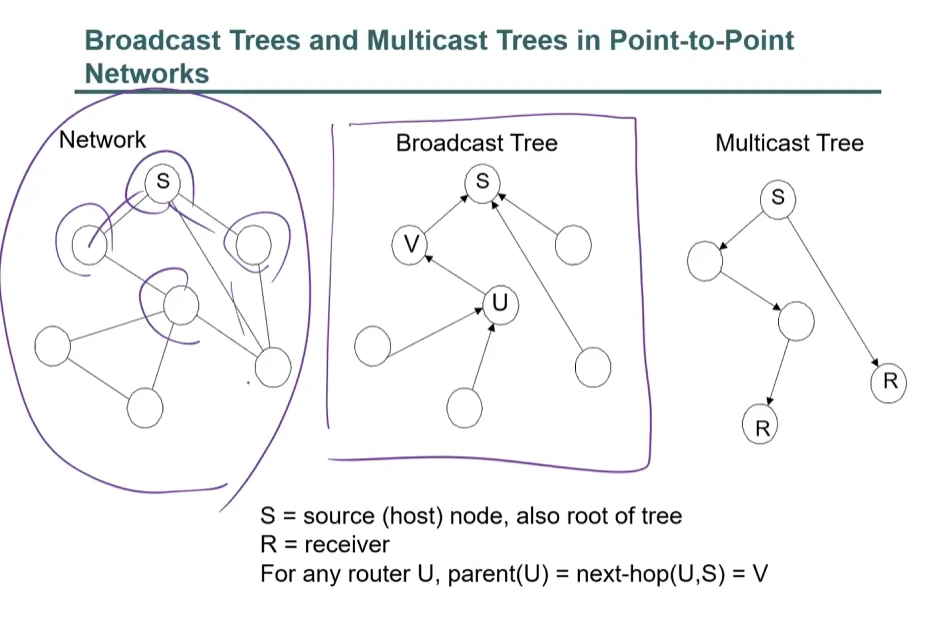 Broadcast Trees and Multicast Trees in Point-to-Point
Networks
Network
S
Broadcast Tree
S
V
U
Multicast Tree
S
R
R
S = source (host) node, also root of tree
R = receiver
For any router U, parent(U) = next-hop(U,S) = V